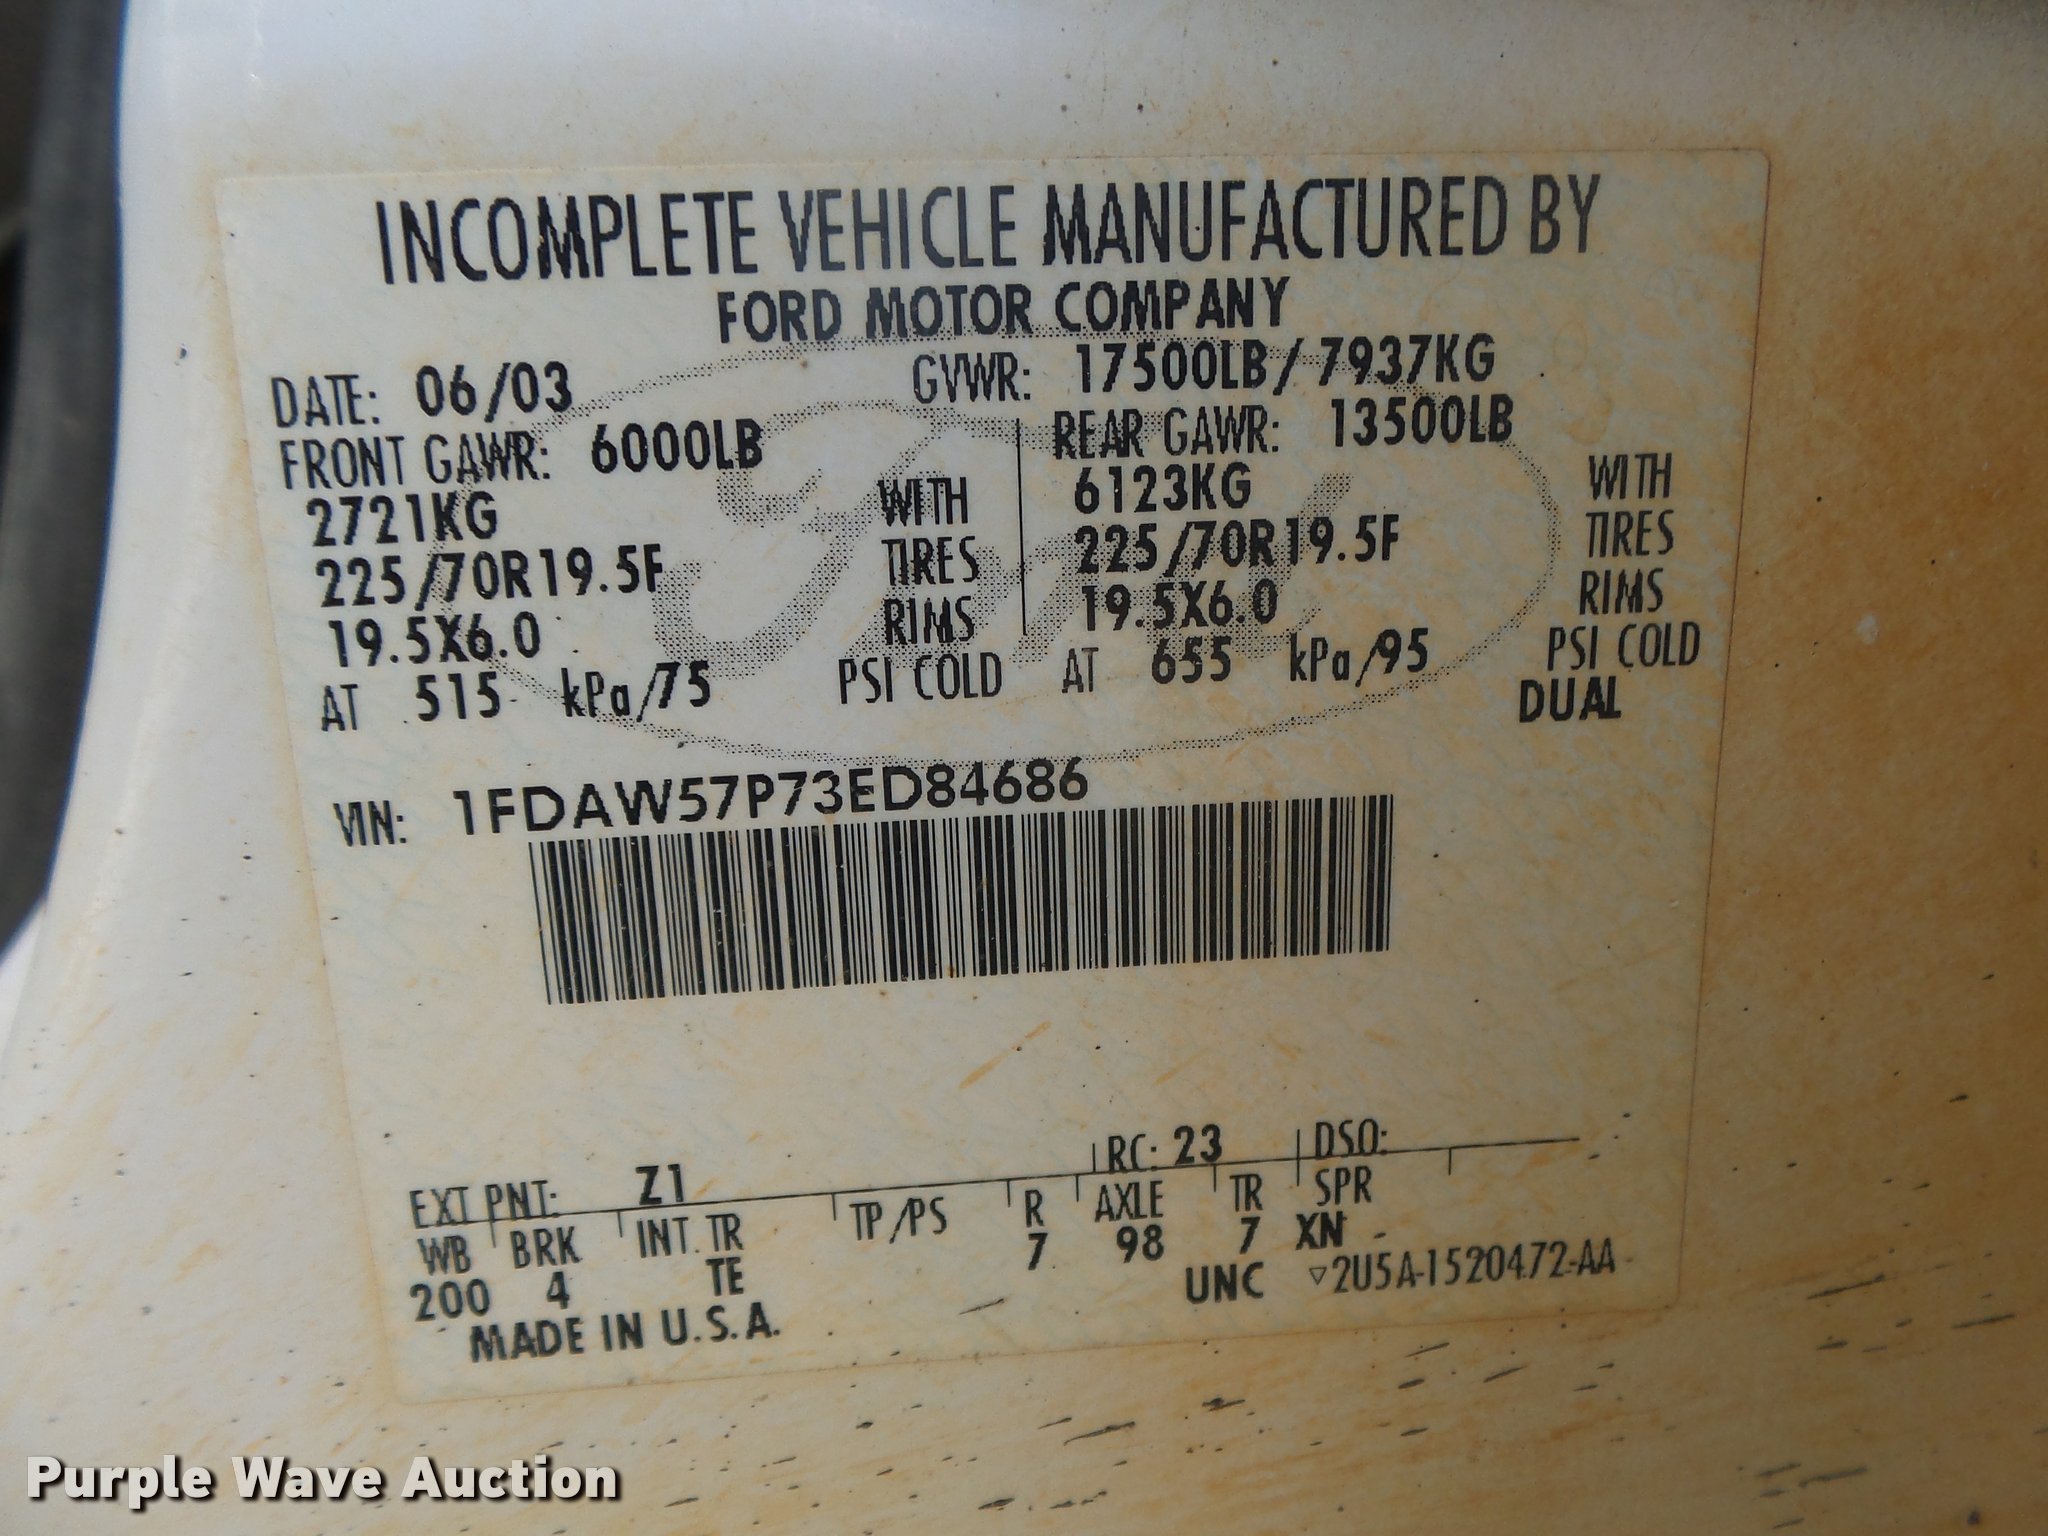 INCOMPLETE VEHICLE MANUFACTURED BY
FORD MOTOR COMPANY
DATE: 06/03 GVWR: 17500LB/7937KG
FRONT GAWR: 6000LB REAR GAWR: 13500LB
2721KG WITH 6123KG WITH
225/70R19.5F TIRES 225/70R19.5F TIRES
19.5X6.0 RIMS 19.5X6.0 RIMS
AT 515 kPa/75 PSI COLD AT 655 kPa/95 PSI COLD
DUAL
Ford
VIN: 1FDAW57P73ED84686
EXT PNT: Z1 RC: 23 DSO:
WB BRK INT TR TP/PS R AXLE TR SPR
200 4 TE 7 98 7 XN
UNC ▽2U5A-1520472-AA
MADE IN U.S.A.
Purple Wave Auction